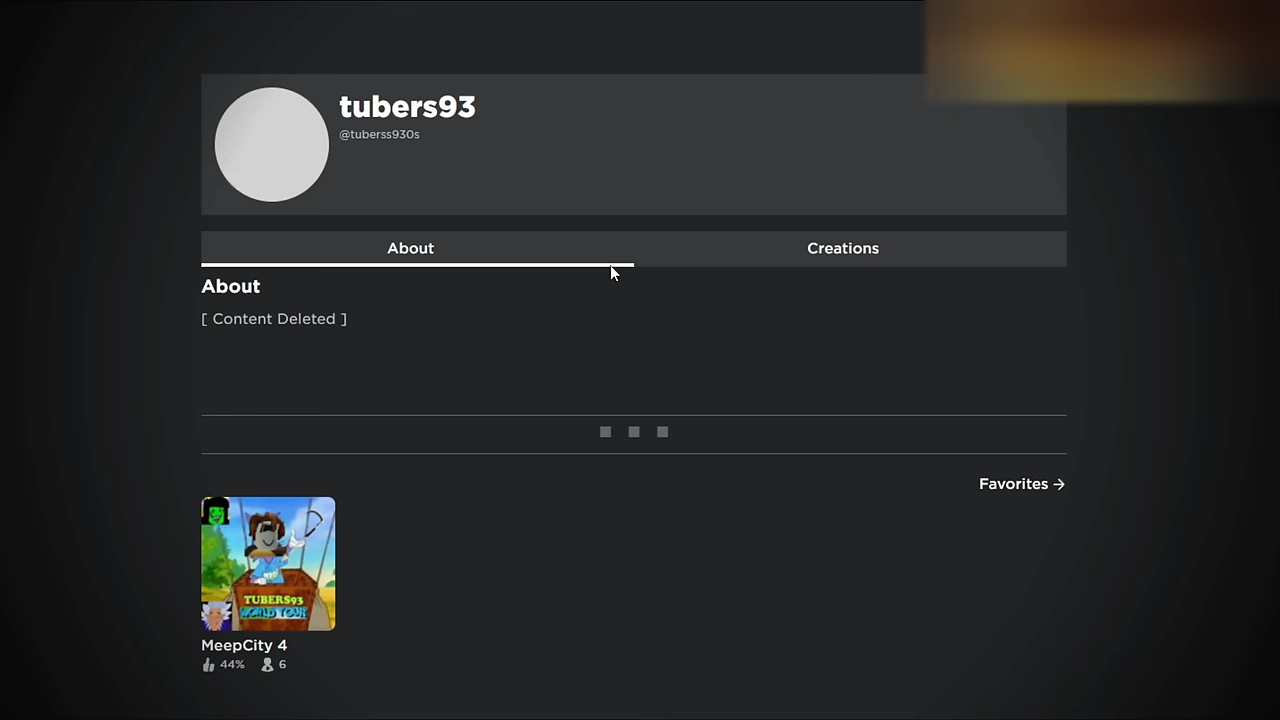 tubers93
@tuberss930s
About
Creations
About
[ Content Deleted ]
Favorites →
TUBERS93
WORLD TOUR
MeepCity 4
44% 6